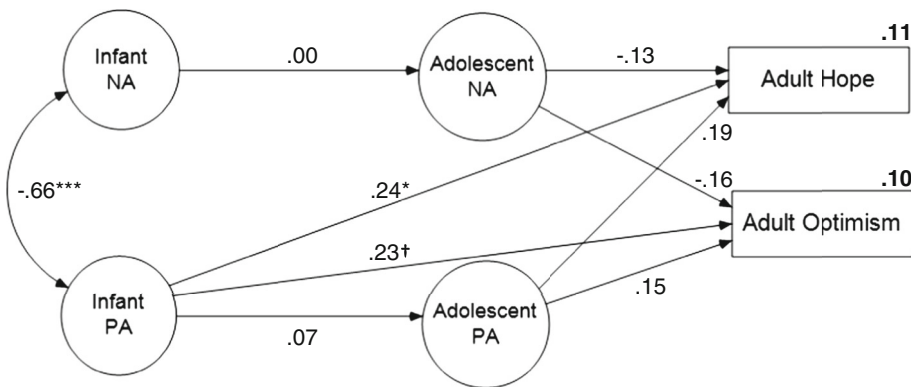 .11
Infant
NA
.00
Adolescent
NA
-.13
Adult Hope
.19
-.66***
.24*
-.16
.10
.23†
Adult Optimism
Infant
PA
.07
Adolescent
PA
.15